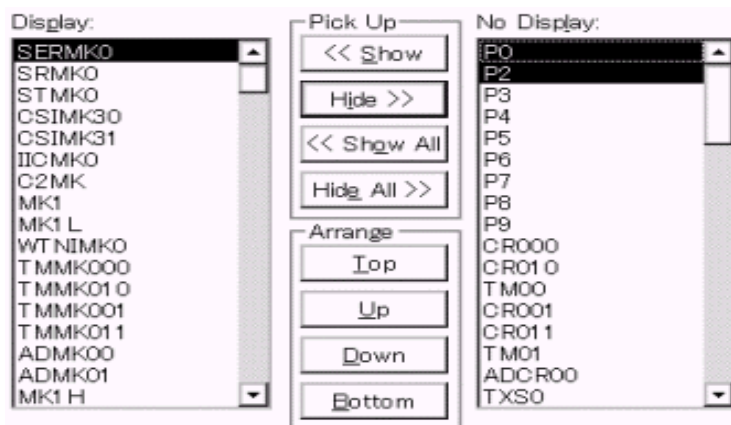 Display:
SERMK0
SRMK0
STMK0
CSIMK30
CSIMK31
IICMK0
C2MK
MK1
MK1L
WTNIMK0
TMMK000
TMMK010
TMMK001
TMMK011
ADMK00
ADMK01
MK1H
Pick Up
<< Show
Hide >>
<< Show All
Hide All >>
Arrange
Top
Up
Down
Bottom
No Display:
P0
P2
P3
P4
P5
P6
P7
P8
P9
CR000
CR010
TM00
CR001
CR011
TM01
ADCR00
TXS0